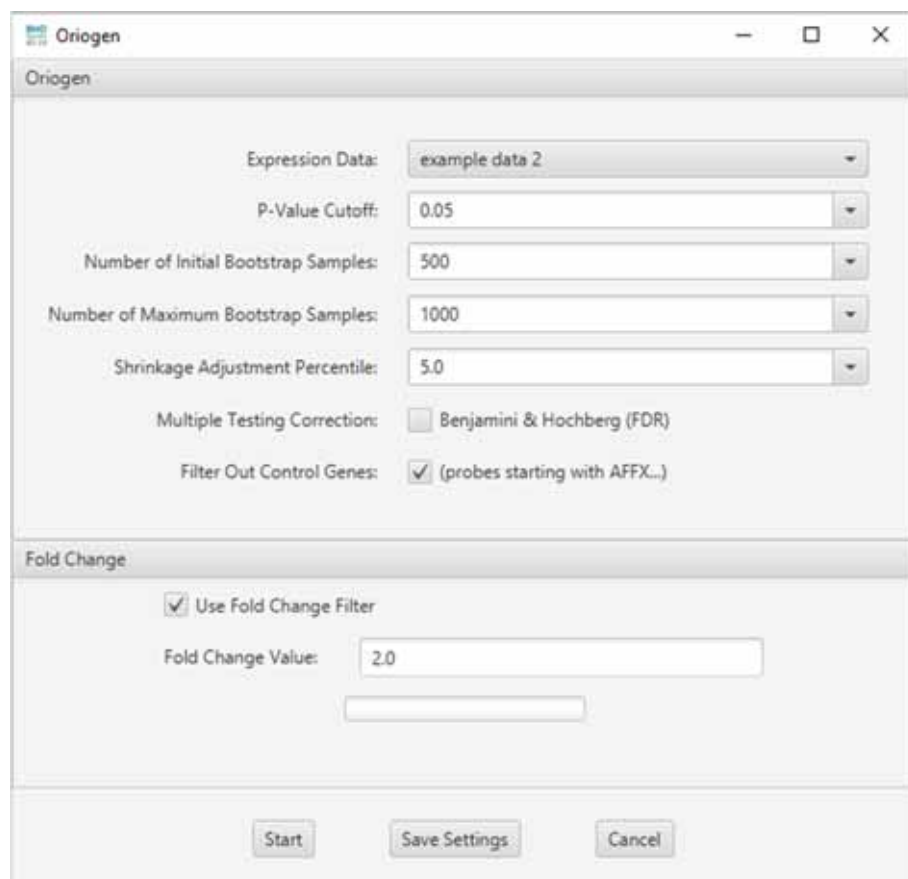 Oriogen
Oriogen
Expression Data: example data 2
P-Value Cutoff: 0.05
Number of Initial Bootstrap Samples: 500
Number of Maximum Bootstrap Samples: 1000
Shrinkage Adjustment Percentile: 5.0
Multiple Testing Correction: Benjamini & Hochberg (FDR)
Filter Out Control Genes: (probes starting with AFFX...)
Fold Change
Use Fold Change Filter
Fold Change Value: 2.0
Start Save Settings Cancel